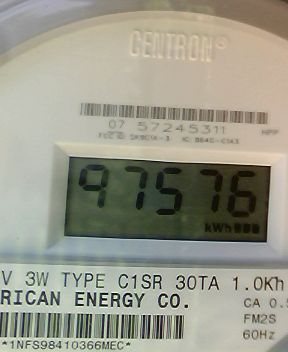 CENTRON®
07 57245311
HPP
97576
kWh
V 3W TYPE C1SR 30TA 1.0Kh
RICAN ENERGY CO.
CA 0.5
FM2S
60Hz
*1NFS98410366MEC*